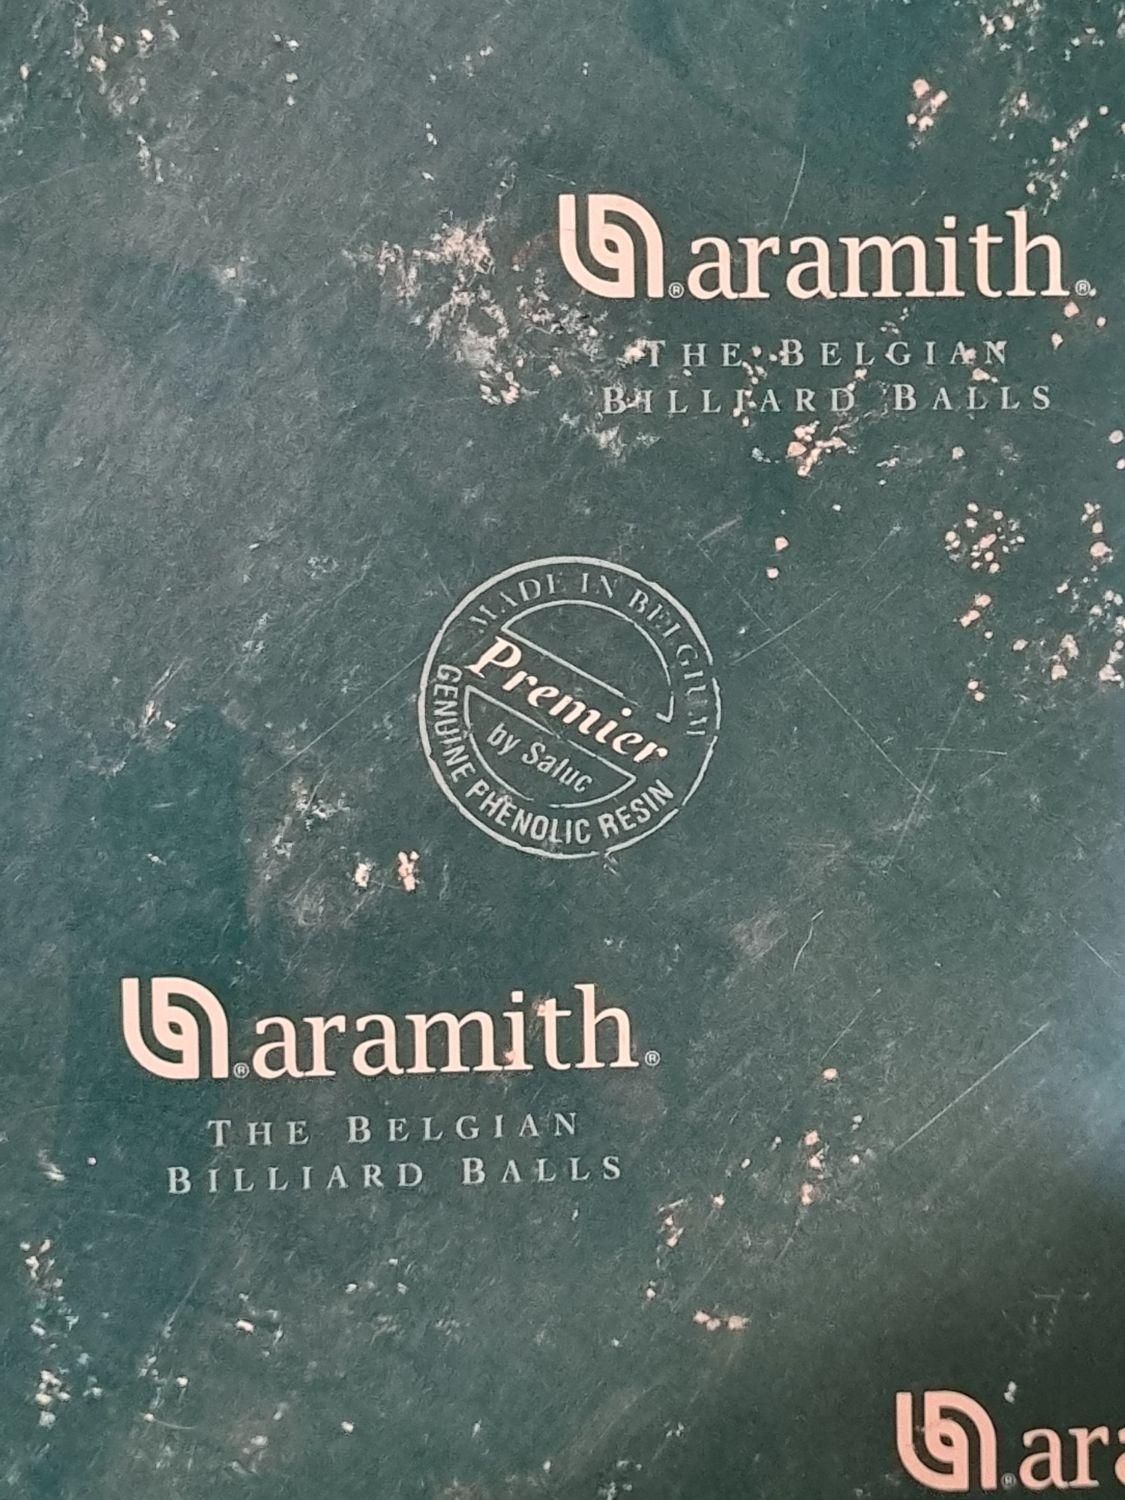 aramith®
THE BELGIAN
BILLIARD BALLS
MADE IN BELGIUM
Premier
by Saluc
GENUINE PHENOLIC RESIN
aramith®
THE BELGIAN
BILLIARD BALLS